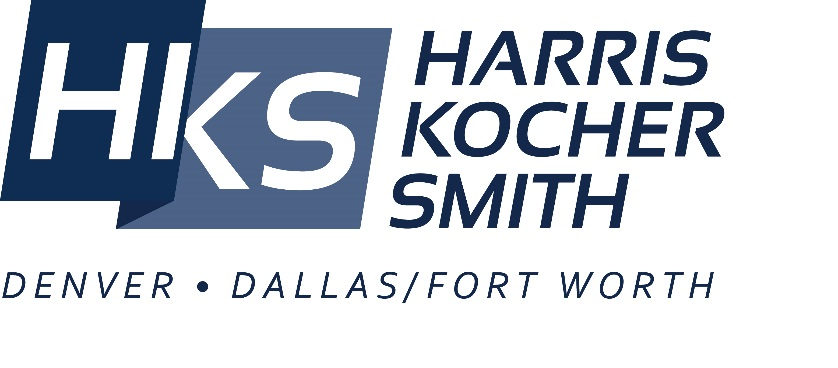 HKS
HARRIS
KOCHER
SMITH
DENVER • DALLAS/FORT WORTH